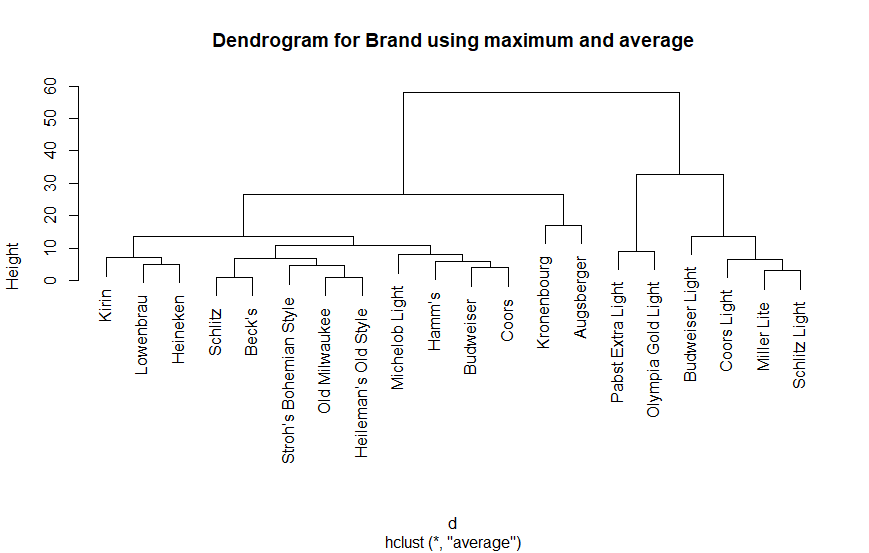 Dendrogram for Brand using maximum and average
Height
60
50
40
30
20
10
0
Kirin
Lowenbrau
Heineken
Schlitz
Beck's
Stroh's Bohemian Style
Old Milwaukee
Heileman's Old Style
Michelob Light
Hamm's
Budweiser
Coors
Kronenbourg
Augsberger
Pabst Extra Light
Olympia Gold Light
Budweiser Light
Coors Light
Miller Lite
Schlitz Light
d
hclust (*, "average")